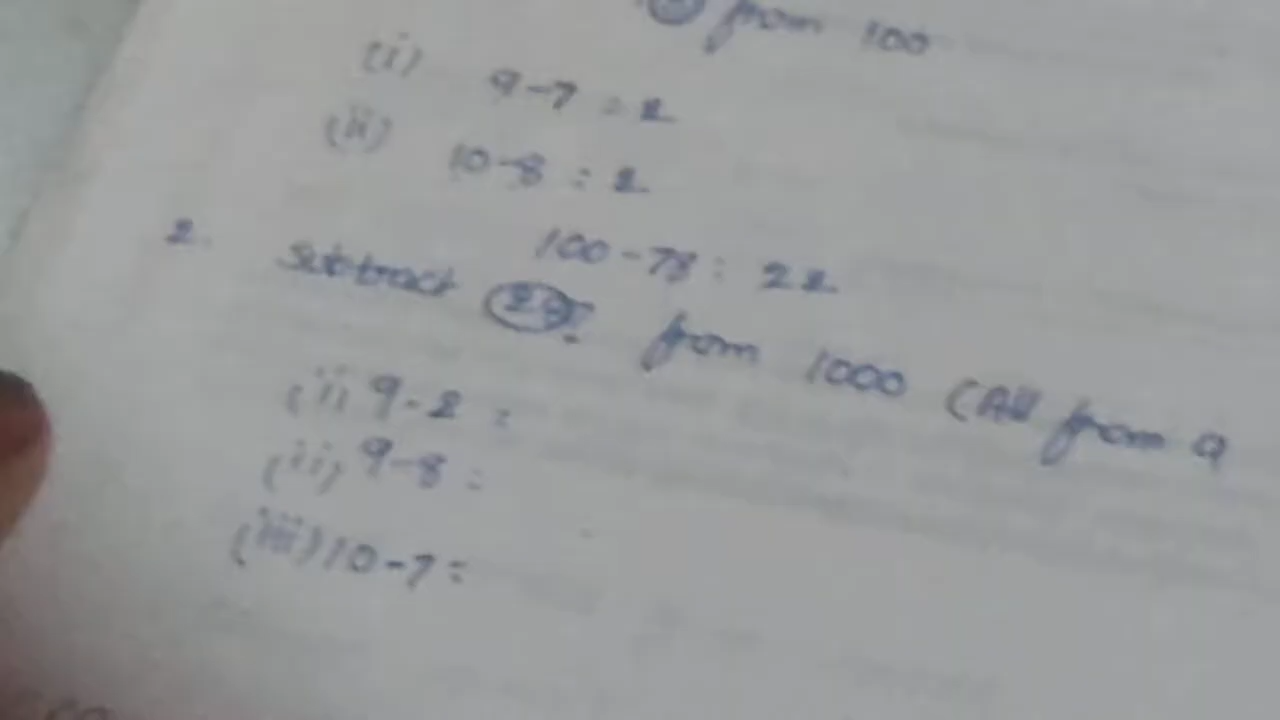 from 100
(i) 9-7 = 2
(ii) 10-8 = 2
100-78 = 22
2. subtract from 1000 (All from 9
(i) 9-2 =
(ii) 9-8 =
(iii) 10-7 =